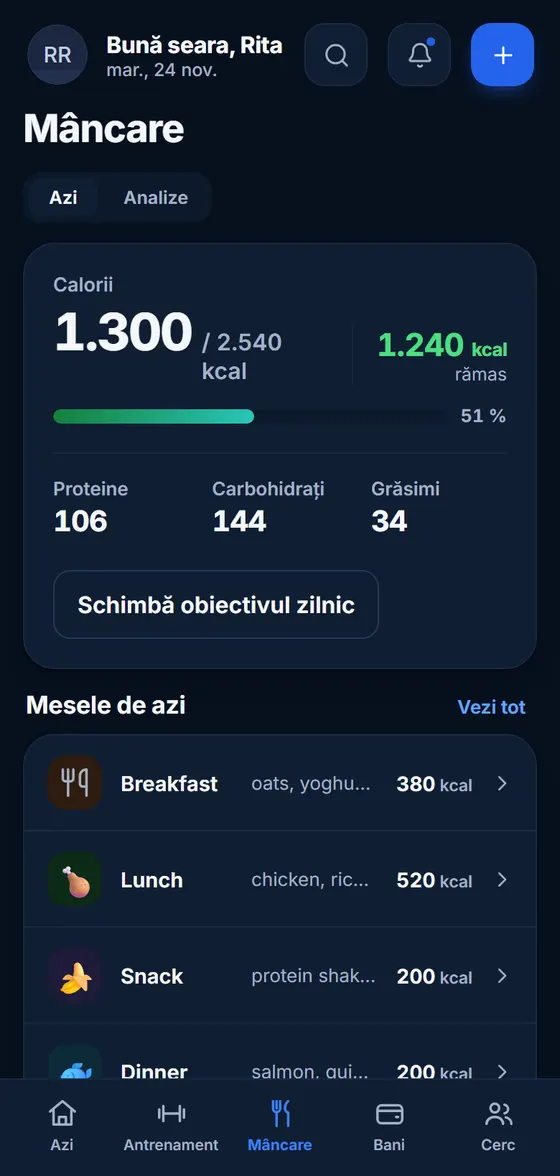 RR
Bună seara, Rita
mar., 24 nov.
Mâncare
Azi
Analize
Calorii
1.300 / 2.540 kcal
1.240 kcal
rămas
51 %
Proteine
106
Carbohidrați
144
Grăsimi
34
Schimbă obiectivul zilnic
Mesele de azi
Vezi tot
Breakfast oats, yoghu... 380 kcal
Lunch chicken, ric... 520 kcal
Snack protein shak... 200 kcal
Dinner salmon, qui... 200 kcal
Azi
Antrenament
Mâncare
Bani
Cerc